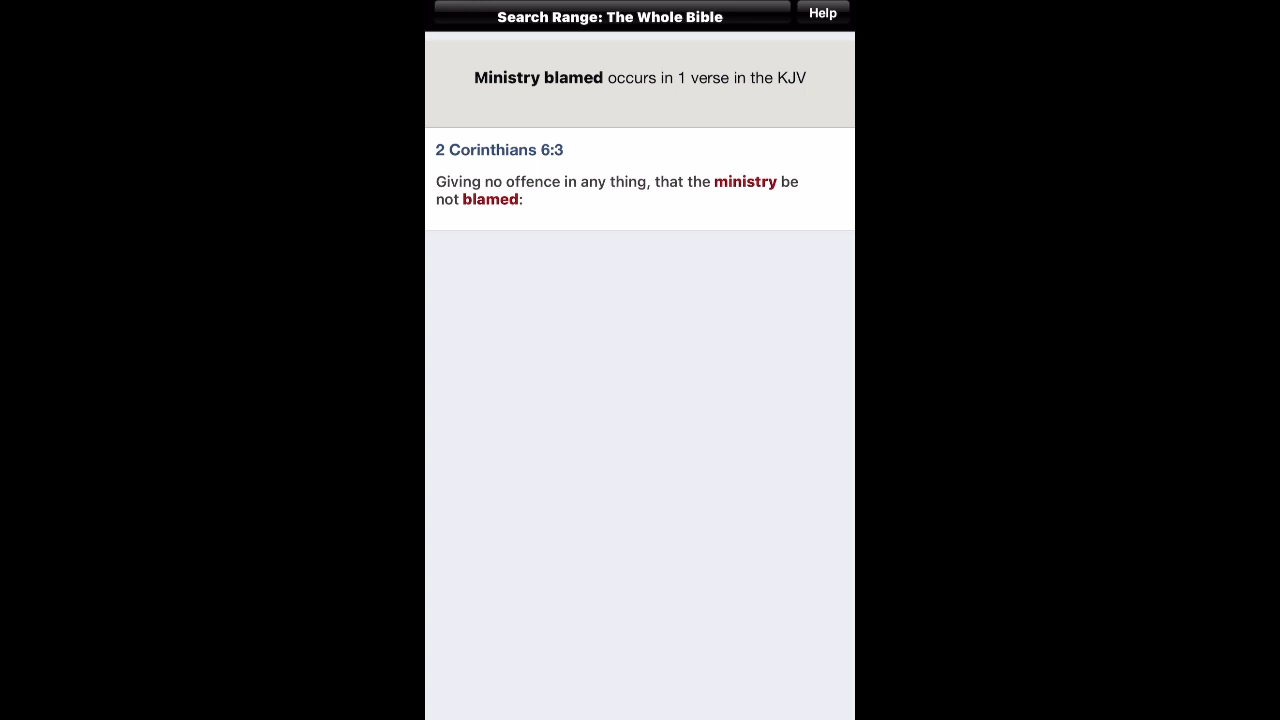 Search Range: The Whole Bible
Help
Ministry blamed occurs in 1 verse in the KJV
2 Corinthians 6:3
Giving no offence in any thing, that the ministry be
not blamed: